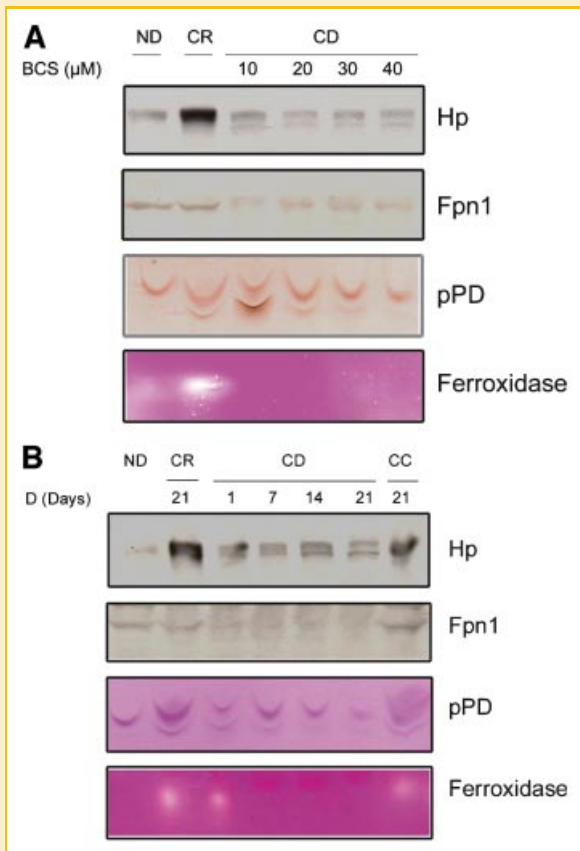 A
ND CR CD
BCS (µM) 10 20 30 40
Hp
Fpn1
pPD
Ferroxidase
B
ND CR CD CC
D (Days) 21 1 7 14 21 21
Hp
Fpn1
pPD
Ferroxidase